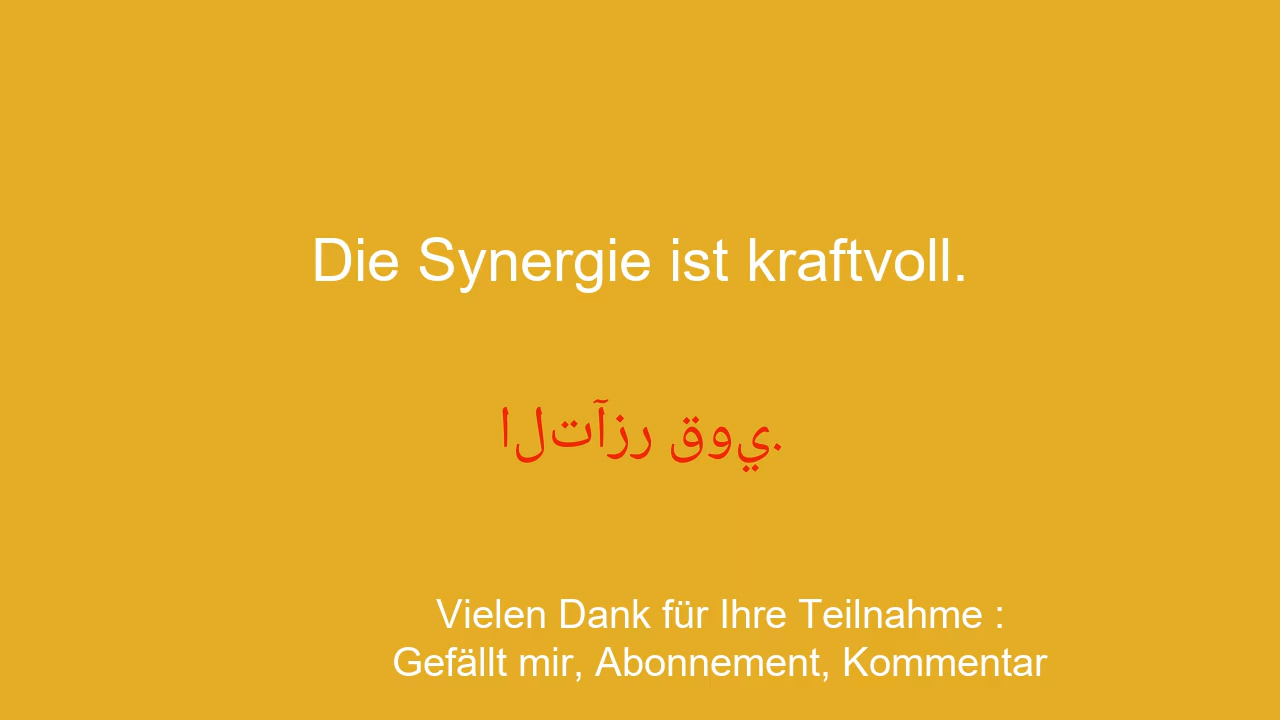 Die Synergie ist kraftvoll.
التآزر قوي.
Vielen Dank für Ihre Teilnahme :
Gefällt mir, Abonnement, Kommentar